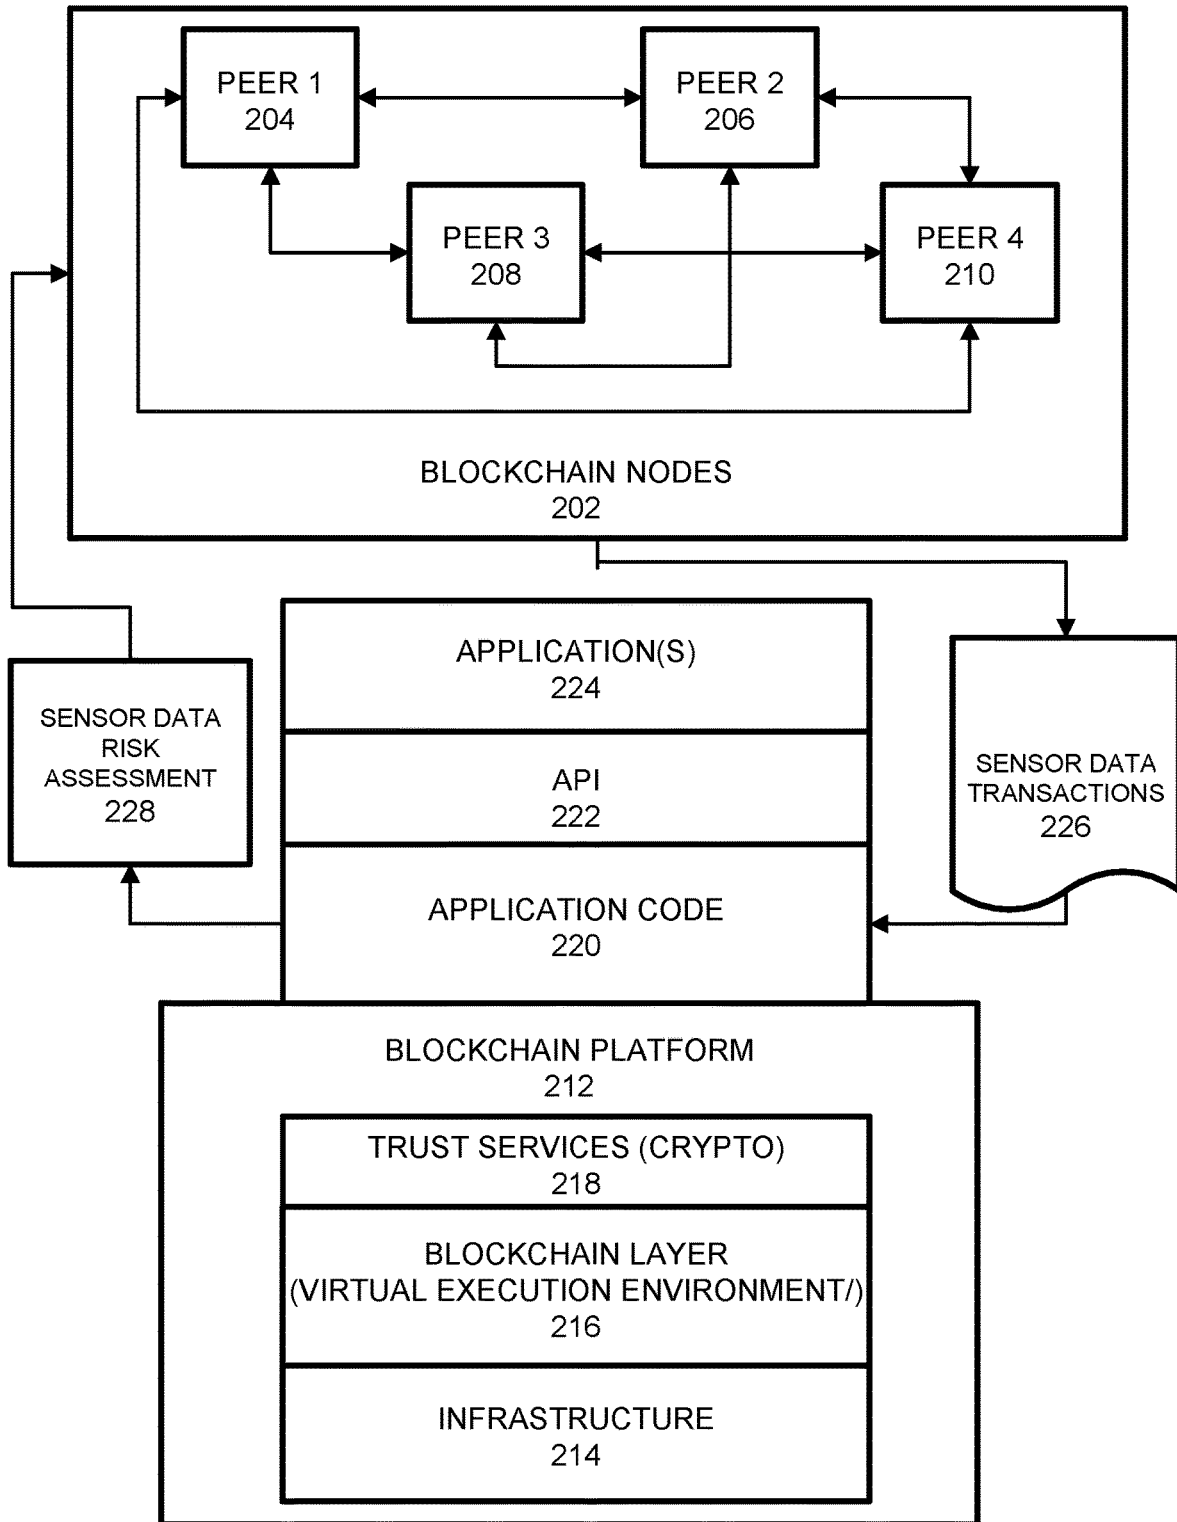 PEER 1
204
PEER 2
206
PEER 3
208
PEER 4
210
BLOCKCHAIN NODES
202
APPLICATION(S)
224
SENSOR DATA
RISK
ASSESSMENT
228
API
222
SENSOR DATA
TRANSACTIONS
226
APPLICATION CODE
220
BLOCKCHAIN PLATFORM
212
TRUST SERVICES (CRYPTO)
218
BLOCKCHAIN LAYER
(VIRTUAL EXECUTION ENVIRONMENT/)
216
INFRASTRUCTURE
214